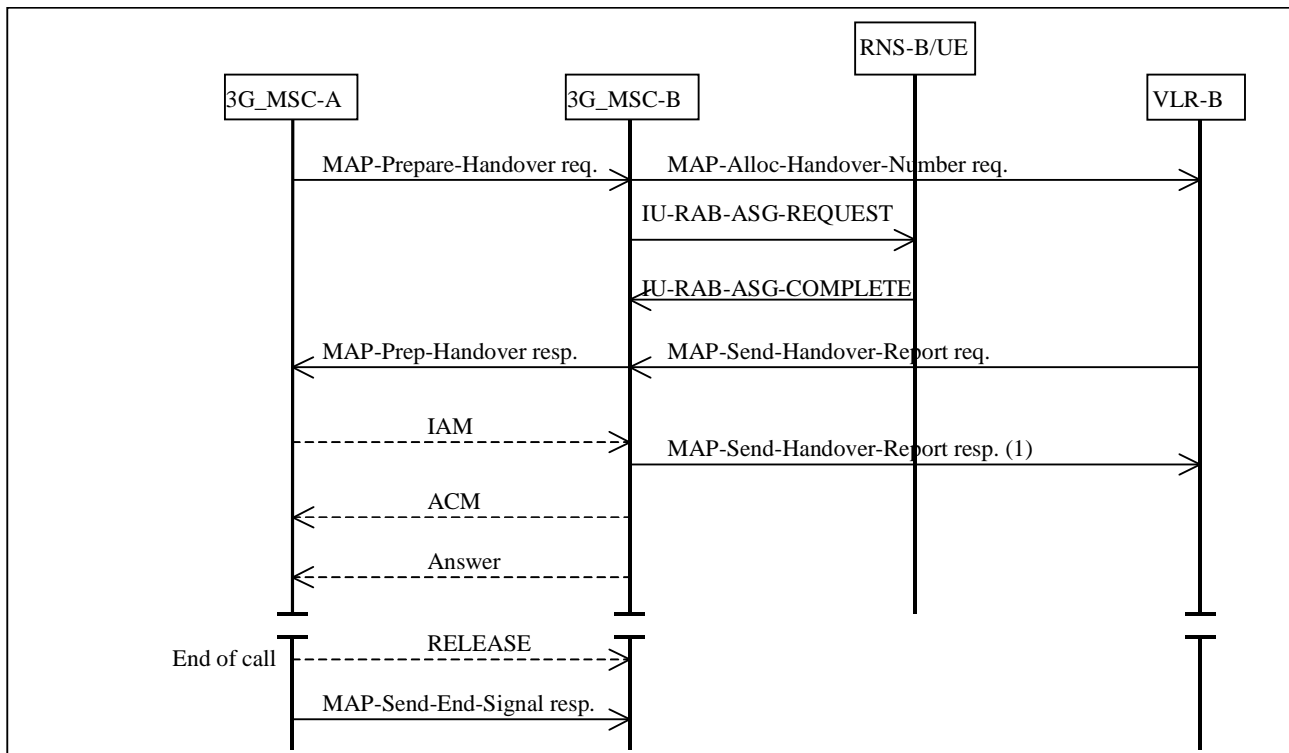 RNS-B/UE
3G_MSC-A
3G_MSC-B
VLR-B
MAP-Prepare-Handover req.
MAP-Alloc-Handover-Number req.
IU-RAB-ASG-REQUEST
IU-RAB-ASG-COMPLETE
MAP-Prep-Handover resp.
MAP-Send-Handover-Report req.
IAM
MAP-Send-Handover-Report resp. (1)
ACM
Answer
RELEASE
End of call
MAP-Send-End-Signal resp.